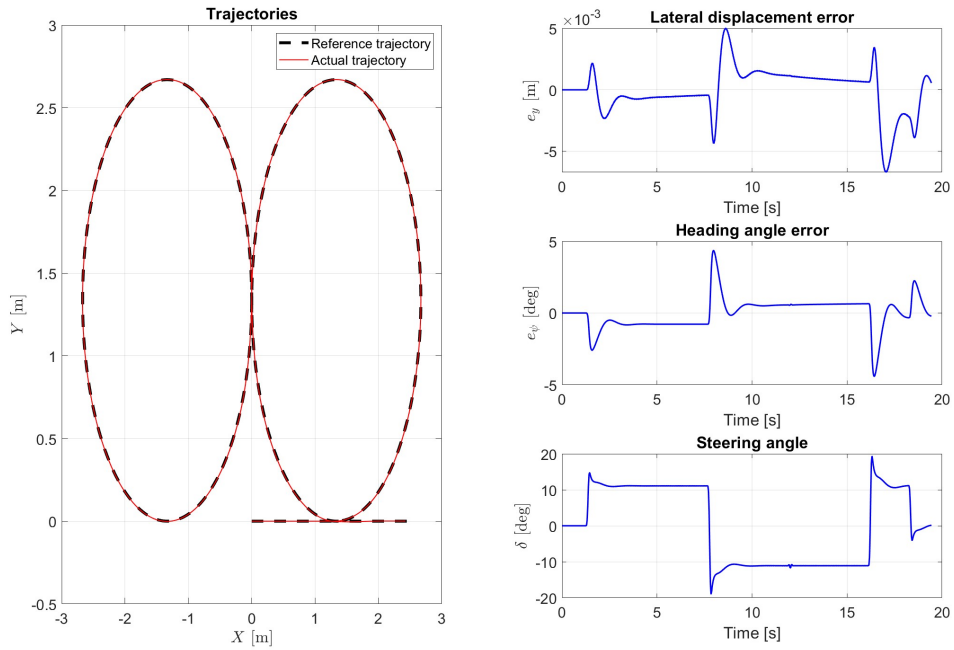 Trajectories
Reference trajectory
Actual trajectory
3
2.5
2
1.5
1
0.5
0
-0.5
Y [m]
-3 -2 -1 0 1 2 3
X [m]
Lateral displacement error
×10-3
5
0
-5
ey [m]
0 5 10 15 20
Time [s]
Heading angle error
5
0
-5
eψ [deg]
0 5 10 15 20
Time [s]
Steering angle
20
10
0
-10
-20
δ [deg]
0 5 10 15 20
Time [s]